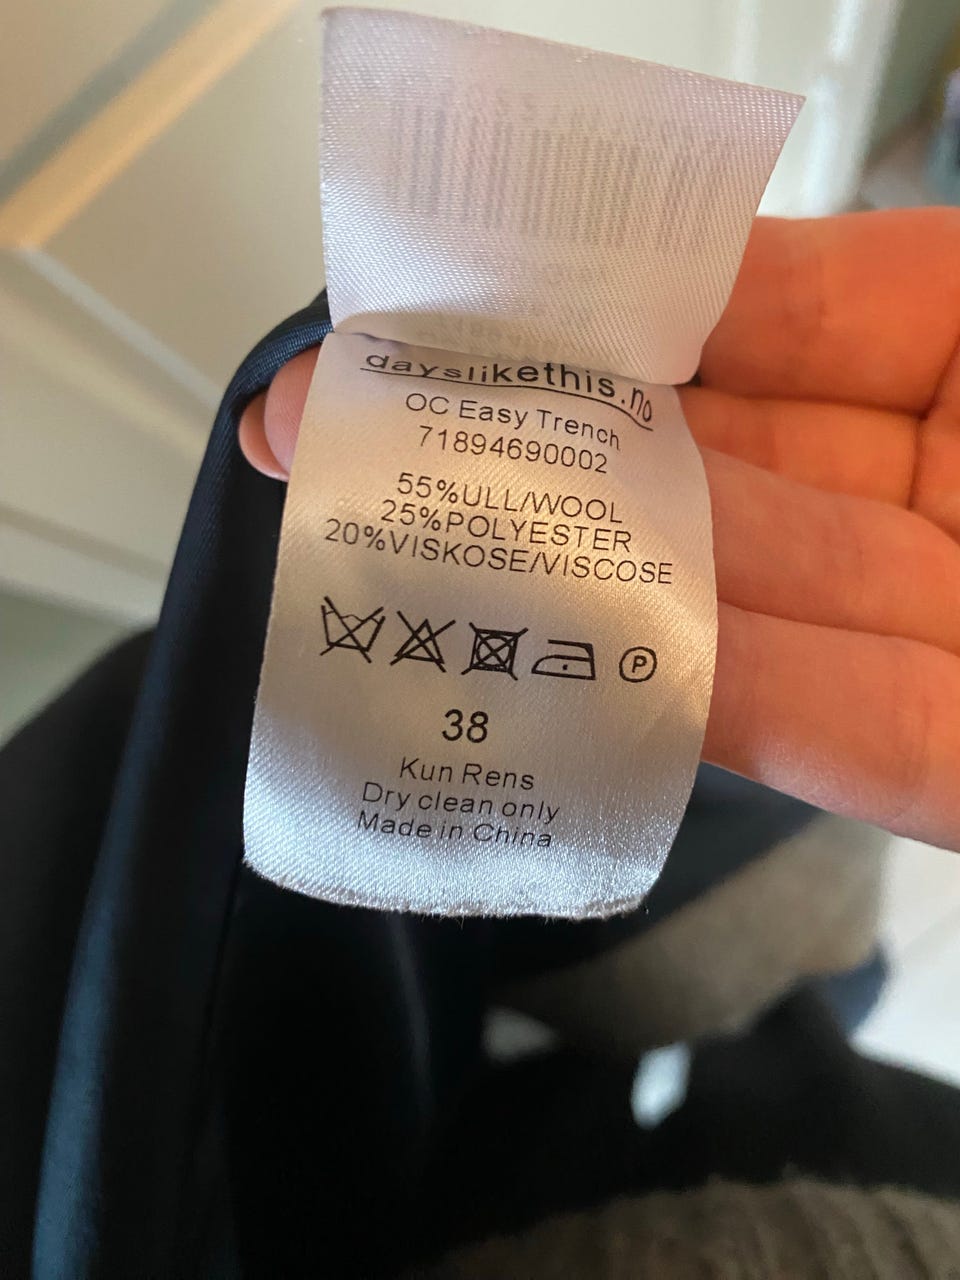 dayslikethis.no
OC Easy Trench
71894690002
55%ULL/WOOL
25%POLYESTER
20%VISKOSE/VISCOSE
P
38
Kun Rens
Dry clean only
Made in China